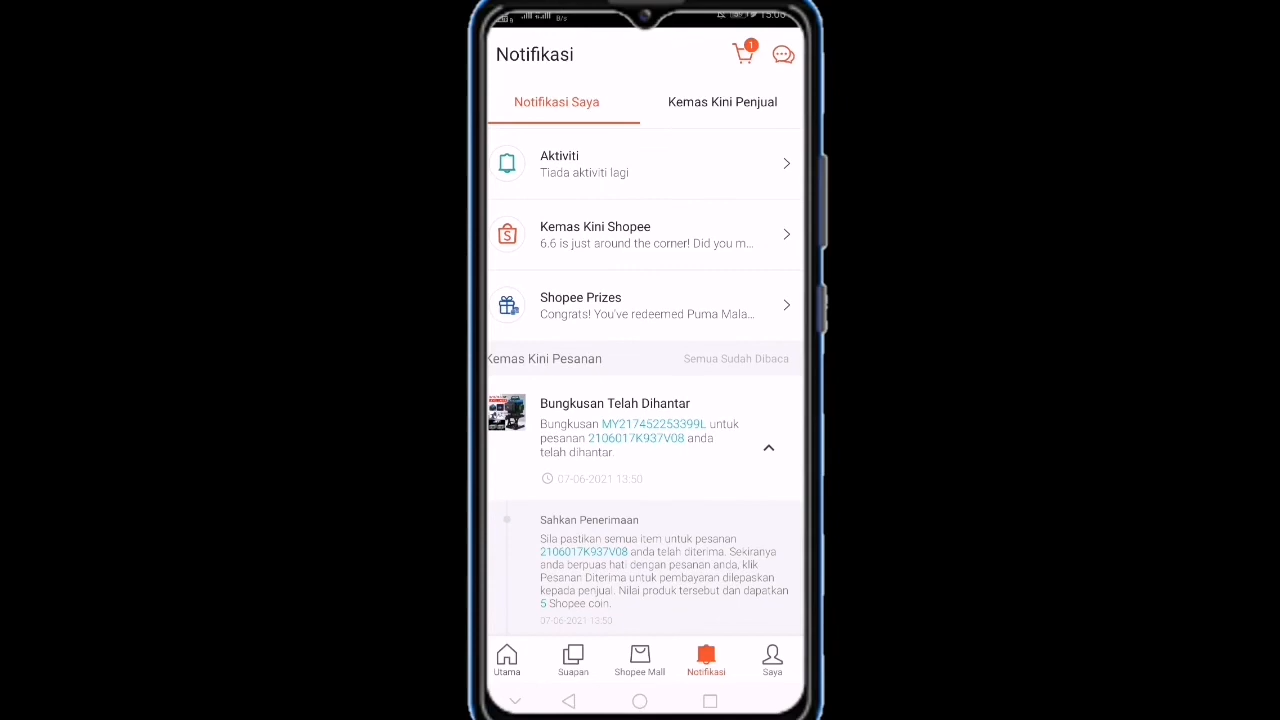 B/s
15:00
Notifikasi
1
Notifikasi Saya
Kemas Kini Penjual
Aktiviti
Tiada aktiviti lagi
Kemas Kini Shopee
6.6 is just around the corner! Did you m...
Shopee Prizes
Congrats! You've redeemed Puma Mala...
Kemas Kini Pesanan
Semua Sudah Dibaca
Bungkusan Telah Dihantar
Bungkusan MY217452253399L untuk
pesanan 2106017K937V08 anda
telah dihantar.
07-06-2021 13:50
Sahkan Penerimaan
Sila pastikan semua item untuk pesanan
2106017K937V08 anda telah diterima. Sekiranya
anda berpuas hati dengan pesanan anda, klik
Pesanan Diterima untuk pembayaran dilepaskan
kepada penjual. Nilai produk tersebut dan dapatkan
5 Shopee coin.
07-06-2021 13:50
Utama
Suapan
Shopee Mall
Notifikasi
Saya